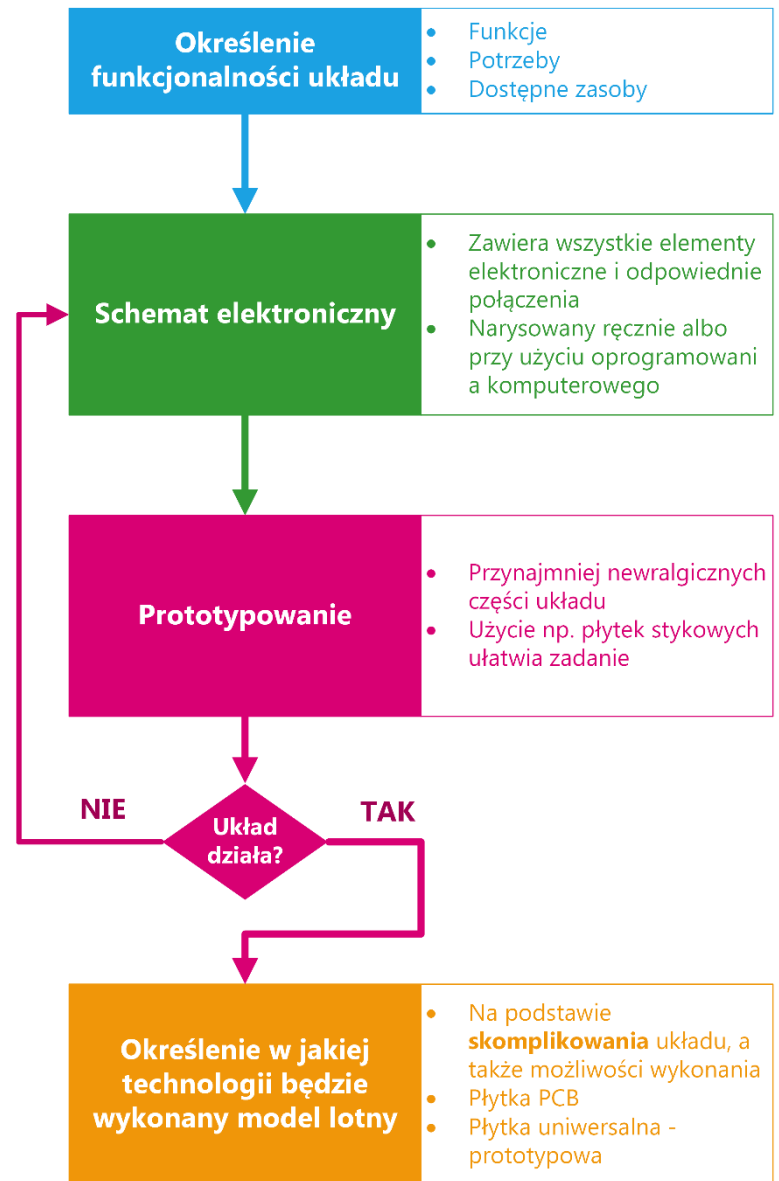 Określenie
funkcjonalności układu
• Funkcje
• Potrzeby
• Dostępne zasoby
Schemat elektroniczny
• Zawiera wszystkie elementy
elektroniczne i odpowiednie
połączenia
• Narysowany ręcznie albo
przy użyciu oprogramowani
a komputerowego
Prototypowanie
• Przynajmniej newralgicznych
części układu
• Użycie np. płytek stykowych
ułatwia zadanie
NIE
Układ
działa?
TAK
Określenie w jakiej
technologii będzie
wykonany model lotny
• Na podstawie
skomplikowania układu, a
także możliwości wykonania
• Płytka PCB
• Płytka uniwersalna -
prototypowa